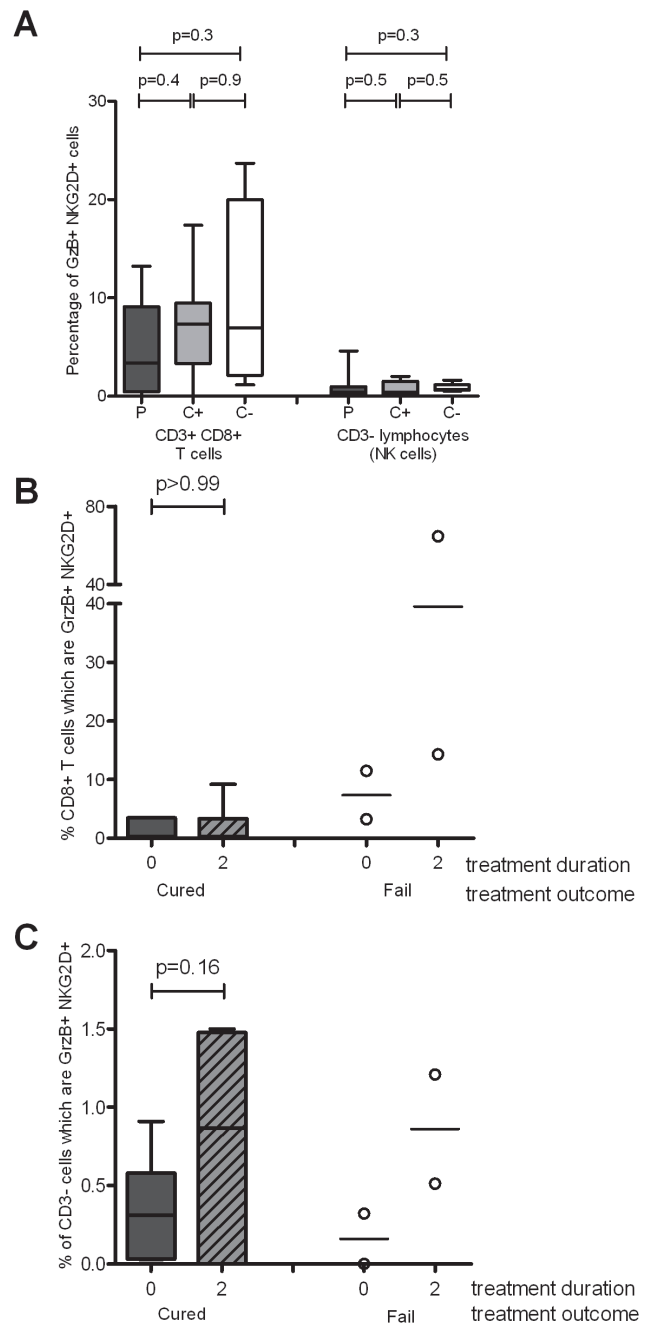 A
p=0.3 p=0.3
p=0.4 p=0.9 p=0.5 p=0.5
Percentage of GzB+ NKG2D+ cells
30
20
10
0
P C+ C- P C+ C-
CD3+ CD8+ CD3- lymphocytes
T cells (NK cells)
B
p>0.99
% CD8+ T cells which are GrzB+ NKG2D+
80
40
40
30
20
10
0
0 2 0 2 treatment duration
Cured Fail treatment outcome
C
p=0.16
% of CD3- cells which are GrzB+ NKG2D+
2.0
1.5
1.0
0.5
0.0
0 2 0 2 treatment duration
Cured Fail treatment outcome